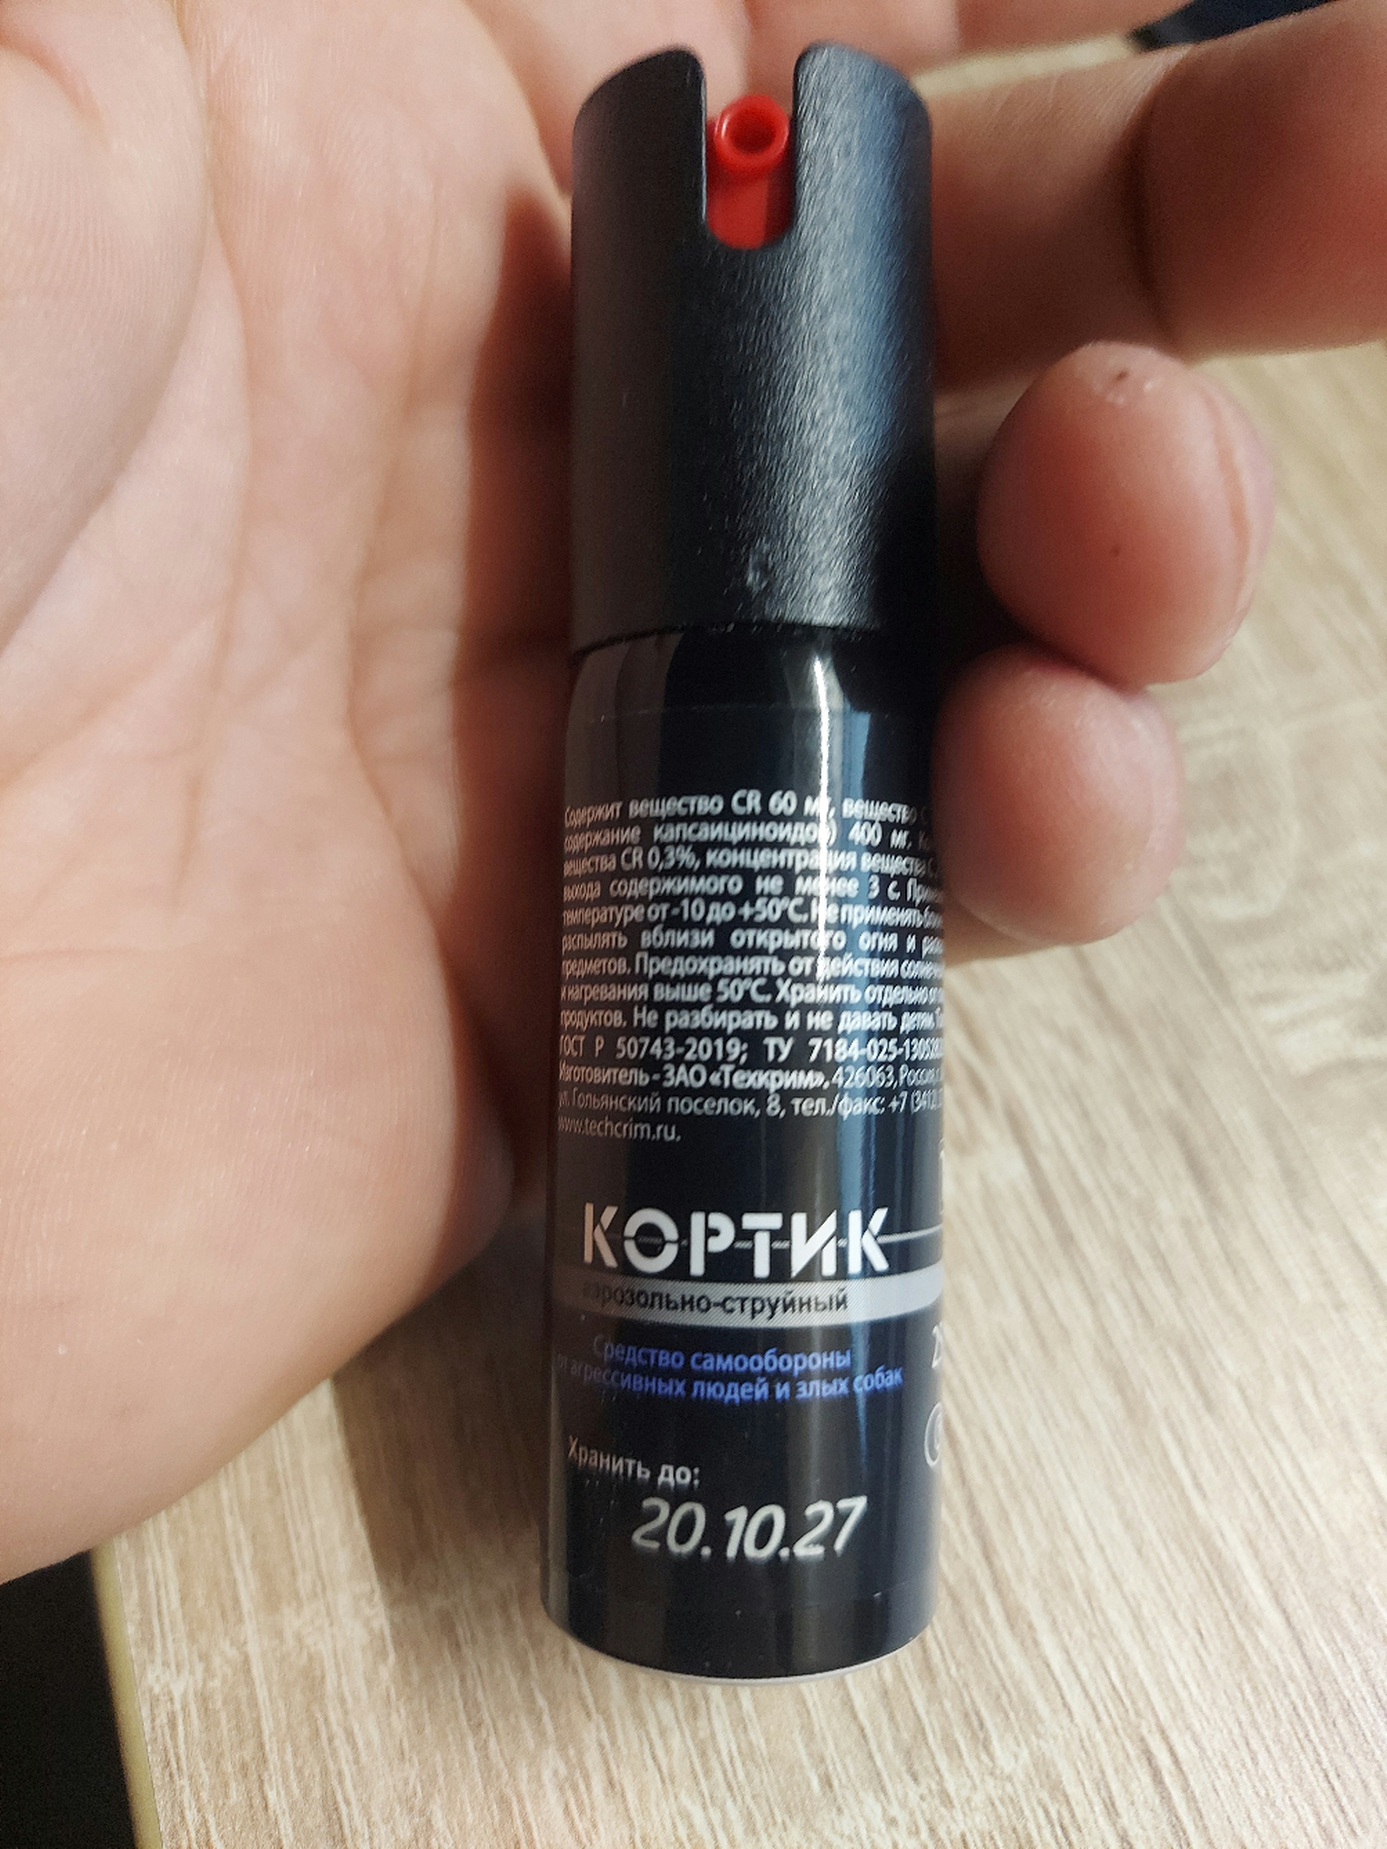 Содержит вещество CR 60 мг, вещество
содержание капсаициноидов) 400 мг.
вещества CR 0,3%, концентрация вещества
выхода содержимого не менее 3 с.
температуре от -10 до +50°С. Не применять
распылять вблизи открытого огня и
предметов. Предохранять от действия
и нагревания выше 50°С. Хранить отдельно от
продуктов. Не разбирать и не давать детям.
ГОСТ Р 50743-2019; ТУ 7184-025-
Изготовитель - ЗАО «Техкрим», 426063, Россия,
ул. Гольянский поселок, 8, тел./факс: +7 (3412)
www.techcrim.ru.
КОРТИК
аэрозольно-струйный
Средство самообороны
от агрессивных людей и злых собак
Хранить до:
20.10.27